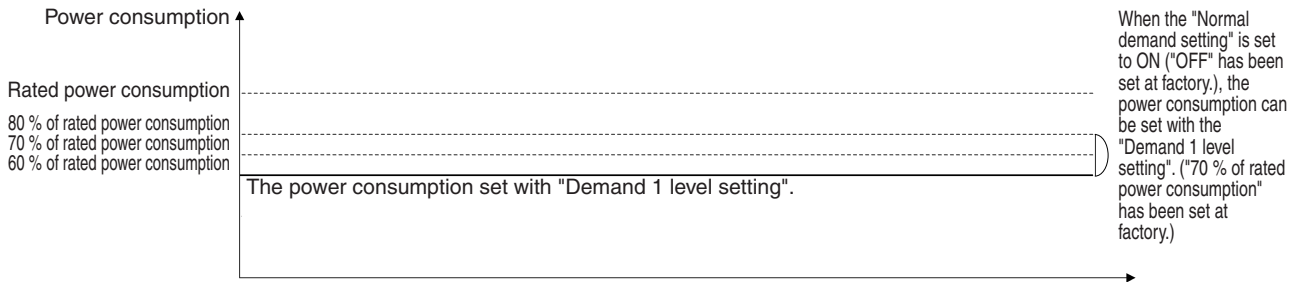 Power consumption
Rated power consumption
80 % of rated power consumption
70 % of rated power consumption
60 % of rated power consumption
The power consumption set with "Demand 1 level setting".
When the "Normal
demand setting" is set
to ON ("OFF" has been
set at factory.), the
power consumption can
be set with the
"Demand 1 level
setting". ("70 % of rated
power consumption"
has been set at
factory.)